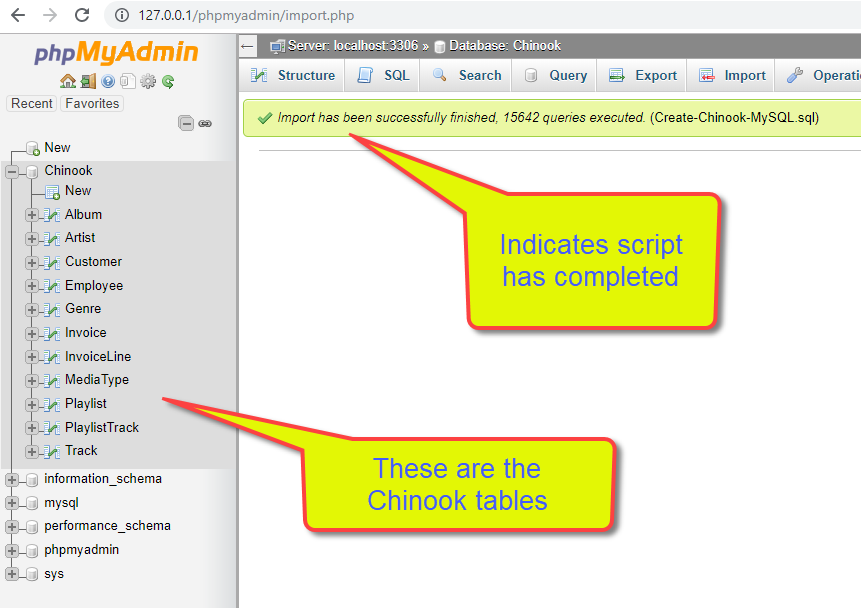 127.0.0.1/phpmyadmin/import.php
phpMyAdmin
Recent Favorites
New
Chinook
New
Album
Artist
Customer
Employee
Genre
Invoice
InvoiceLine
MediaType
Playlist
PlaylistTrack
Track
information_schema
mysql
performance_schema
phpmyadmin
sys
Server: localhost:3306 » Database: Chinook
Structure SQL Search Query Export Import Operati
Import has been successfully finished, 15642 queries executed. (Create-Chinook-MySQL.sql)
Indicates script
has completed
These are the
Chinook tables